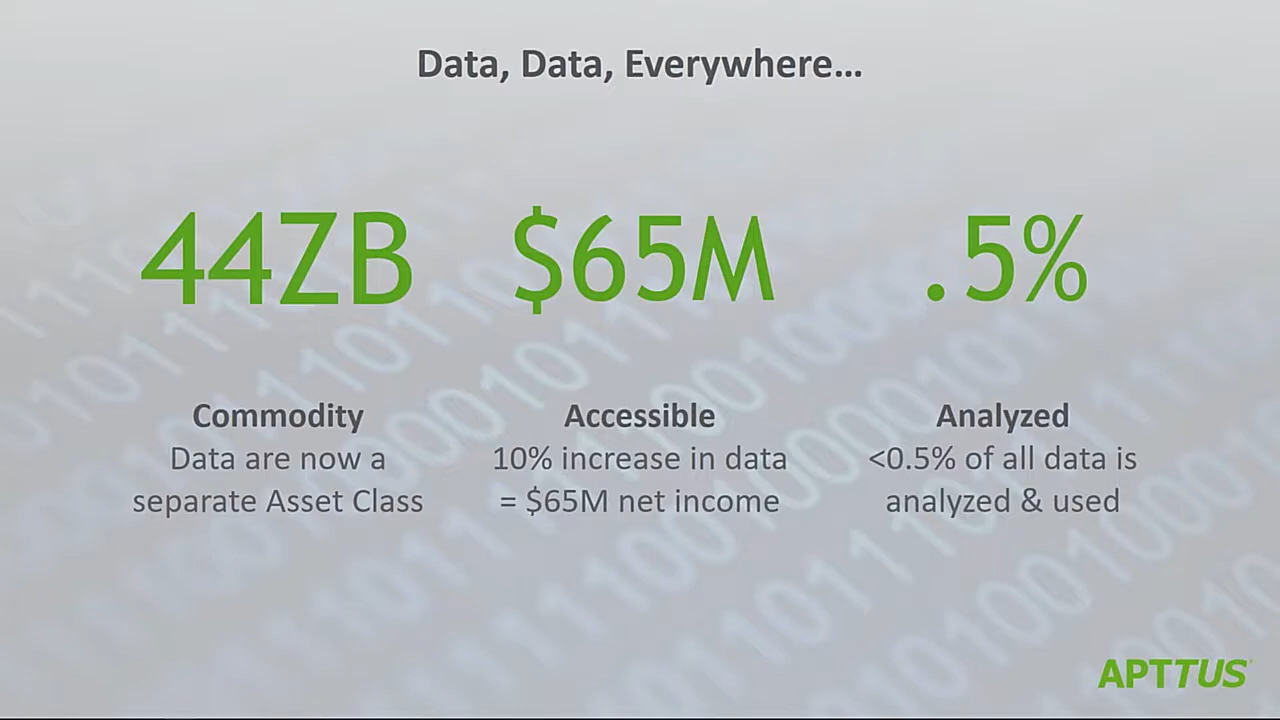 Data, Data, Everywhere...
44ZB
$65M
.5%
Commodity
Data are now a
separate Asset Class
Accessible
10% increase in data
= $65M net income
Analyzed
<0.5% of all data is
analyzed & used
APTTUS